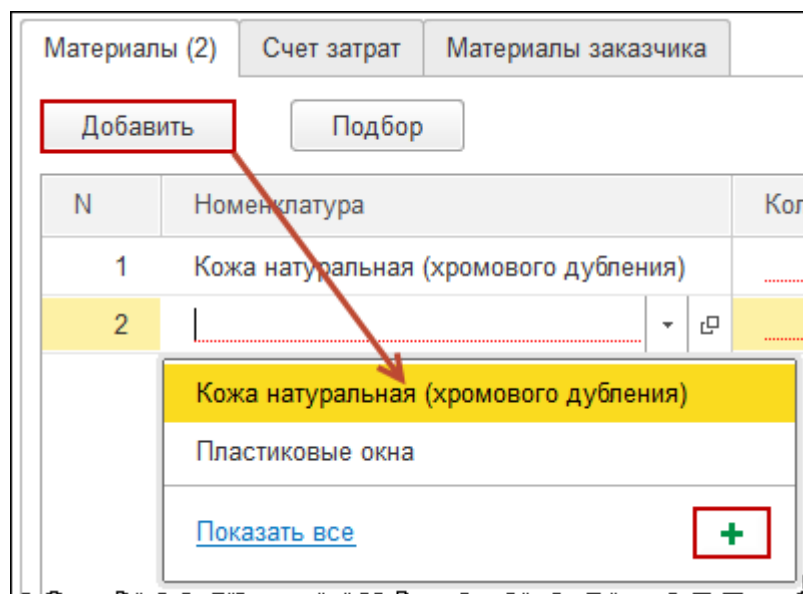 Материалы (2) Счет затрат Материалы заказчика
Добавить Подбор
N Номенклатура Кол
1 Кожа натуральная (хромового дубления)
2
Кожа натуральная (хромового дубления)
Пластиковые окна
Показать все